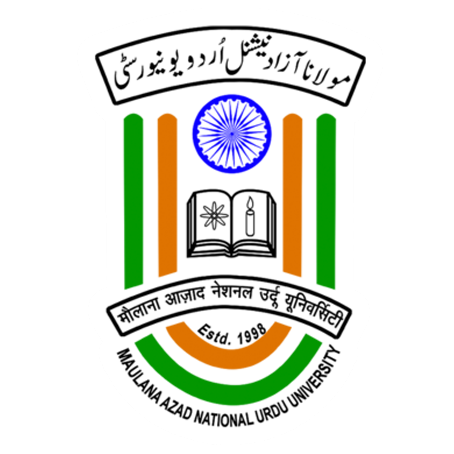 مولانا آزاد نیشنل اُردو یونیورسٹی
मौलाना आज़ाद नेशनल उर्दू यूनिवर्सिटी
Estd. 1998
MAULANA AZAD NATIONAL URDU UNIVERSITY